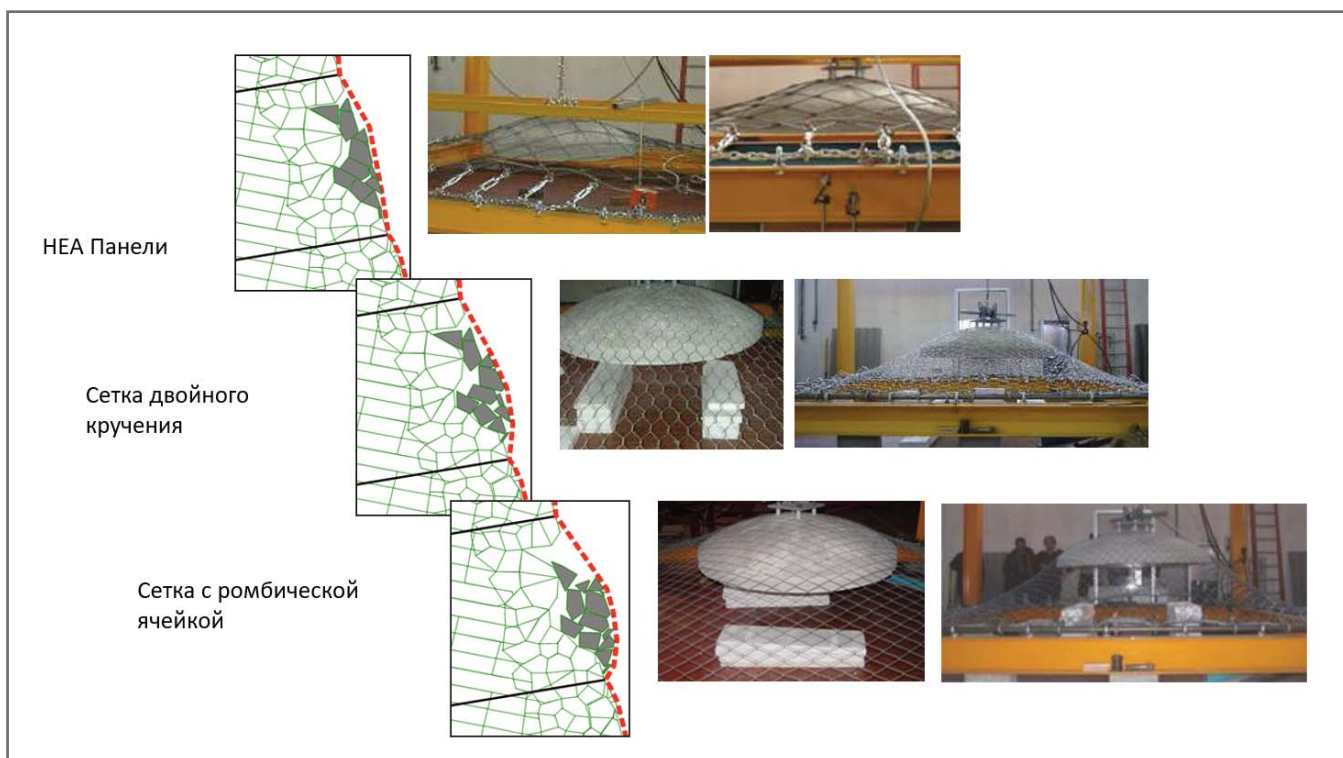 НЕА Панели
Сетка двойного
кручения
Сетка с ромбической
ячейкой